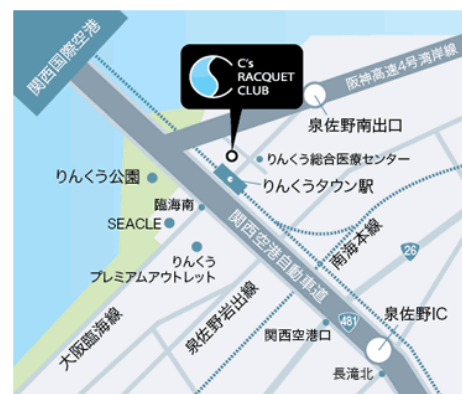 関西国際空港
C's
RACQUET
CLUB
阪神高速4号湾岸線
泉佐野南出口
りんくう総合医療センター
りんくうタウン駅
りんくう公園
臨海南
SEACLE
りんくう
プレミアムアウトレット
関西空港自動車道
南海本線
26
大阪臨海線
泉佐野岩出線
481
関西空港口
泉佐野IC
長滝北